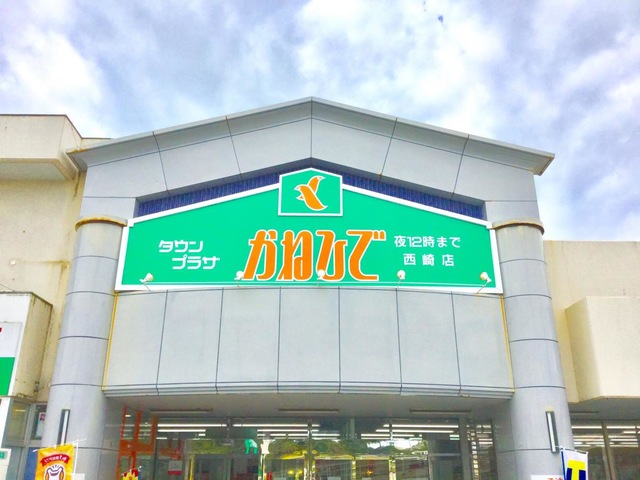 タウン
プラザ
かねひで
夜12時まで
西崎店